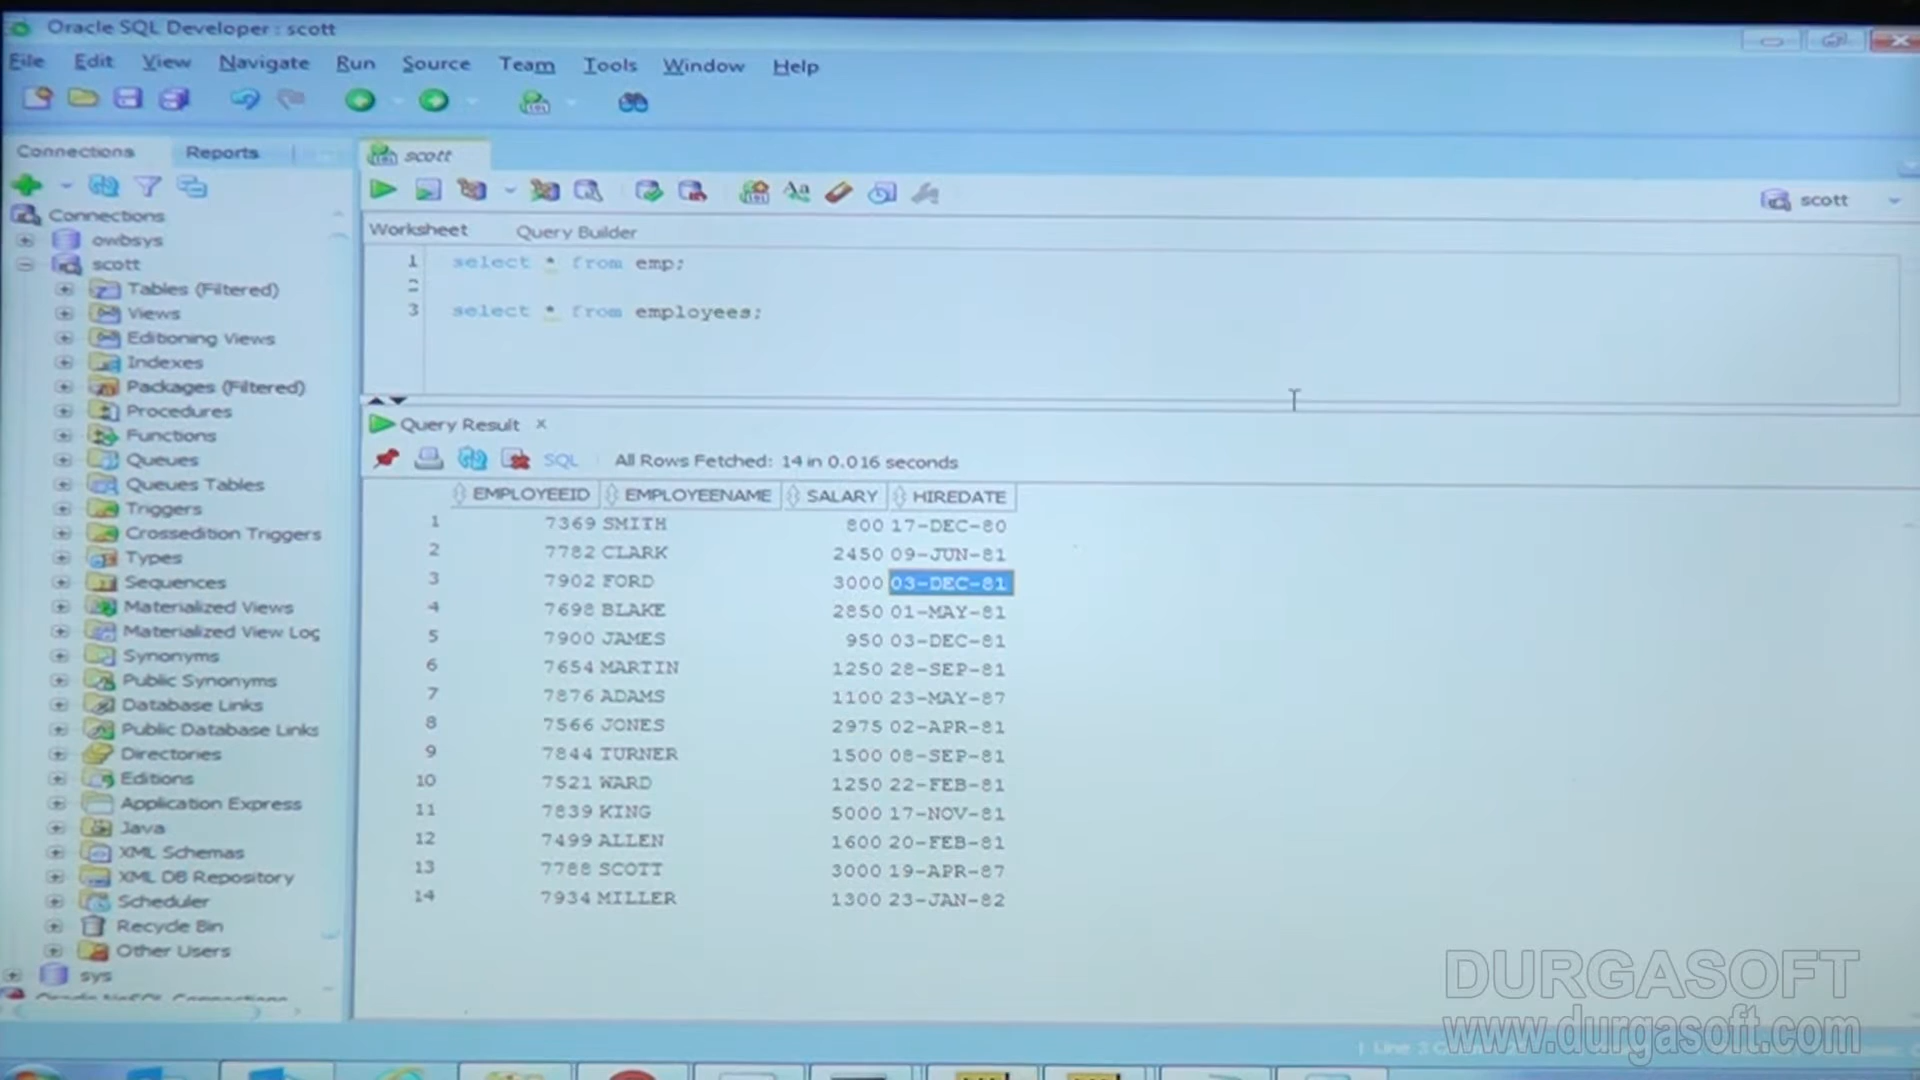 Oracle SQL Developer : scott
File Edit View Navigate Run Source Team Tools Window Help
Connections Reports
scott
scott
Connections
owbsys
scott
Tables (Filtered)
Views
Editioning Views
Indexes
Packages (Filtered)
Procedures
Functions
Queues
Queues Tables
Triggers
Crossedition Triggers
Types
Sequences
Materialized Views
Materialized View Log
Synonyms
Public Synonyms
Database Links
Public Database Links
Directories
Editions
Application Express
Java
XML Schemas
XML DB Repository
Scheduler
Recycle Bin
Other Users
sys
Worksheet Query Builder
1 select * from emp;
2
3 select * from employees;
Query Result x
SQL All Rows Fetched: 14 in 0.016 seconds
EMPLOYEEID EMPLOYEENAME SALARY HIREDATE
1 7369 SMITH 800 17-DEC-80
2 7782 CLARK 2450 09-JUN-81
3 7902 FORD 3000 03-DEC-81
4 7698 BLAKE 2850 01-MAY-81
5 7900 JAMES 950 03-DEC-81
6 7654 MARTIN 1250 28-SEP-81
7 7876 ADAMS 1100 23-MAY-87
8 7566 JONES 2975 02-APR-81
9 7844 TURNER 1500 08-SEP-81
10 7521 WARD 1250 22-FEB-81
11 7839 KING 5000 17-NOV-81
12 7499 ALLEN 1600 20-FEB-81
13 7788 SCOTT 3000 19-APR-87
14 7934 MILLER 1300 23-JAN-82
DURGASOFT
www.durgasoft.com